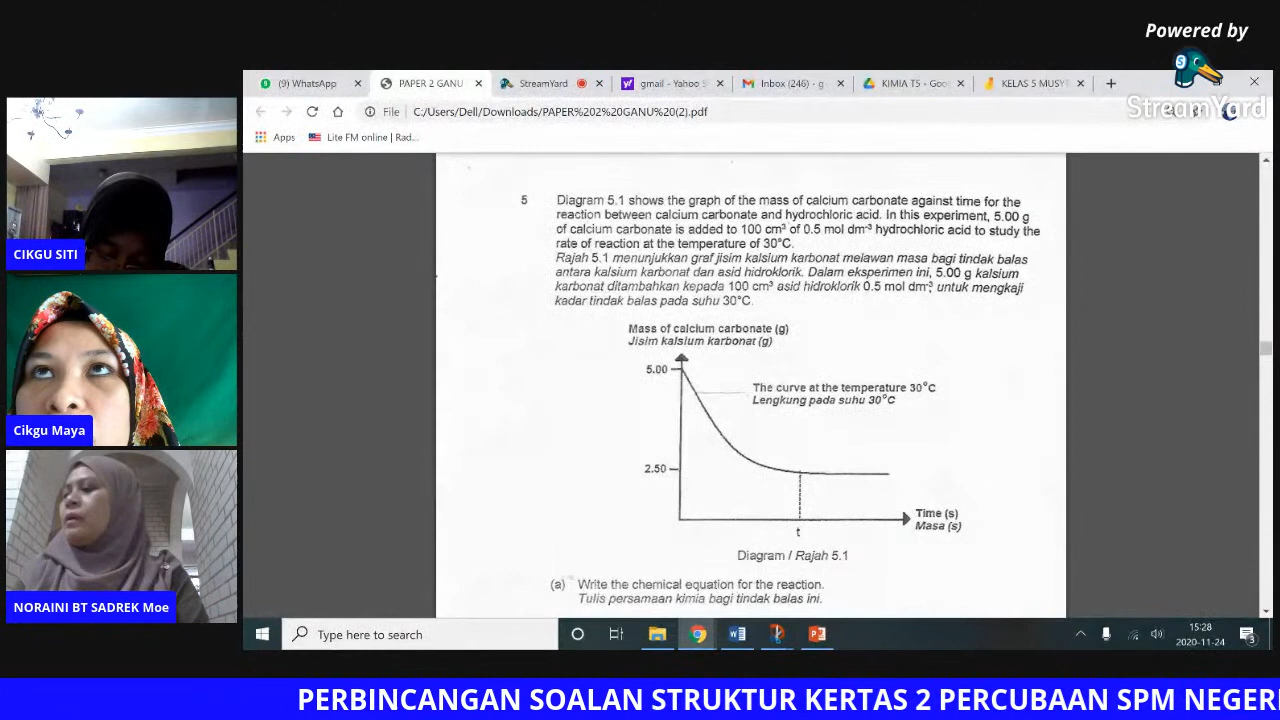 Powered by
StreamYard
(9) WhatsApp
PAPER 2 GANU
StreamYard
gmail - Yahoo S
Inbox (246) - g
KIMIA T5 - Goo
KELAS 5 MUSYT
File
C:/Users/Dell/Downloads/PAPER%202%20GANU%20(2).pdf
Apps
Lite FM online | Rad...
CIKGU SITI
Cikgu Maya
NORAINI BT SADREK Moe
5 Diagram 5.1 shows the graph of the mass of calcium carbonate against time for the
reaction between calcium carbonate and hydrochloric acid. In this experiment, 5.00 g
of calcium carbonate is added to 100 cm³ of 0.5 mol dm⁻³ hydrochloric acid to study the
rate of reaction at the temperature of 30°C.
Rajah 5.1 menunjukkan graf jisim kalsium karbonat melawan masa bagi tindak balas
antara kalsium karbonat dan asid hidroklorik. Dalam eksperimen ini, 5.00 g kalsium
karbonat ditambahkan kepada 100 cm³ asid hidroklorik 0.5 mol dm⁻³, untuk mengkaji
kadar tindak balas pada suhu 30°C.
Mass of calcium carbonate (g)
Jisim kalsium karbonat (g)
5.00
The curve at the temperature 30°C
Lengkung pada suhu 30°C
2.50
Time (s)
Masa (s)
t
Diagram / Rajah 5.1
(a) Write the chemical equation for the reaction.
Tulis persamaan kimia bagi tindak balas ini.
Type here to search
15:28
2020-11-24
3
PERBINCANGAN SOALAN STRUKTUR KERTAS 2 PERCUBAAN SPM NEGERI